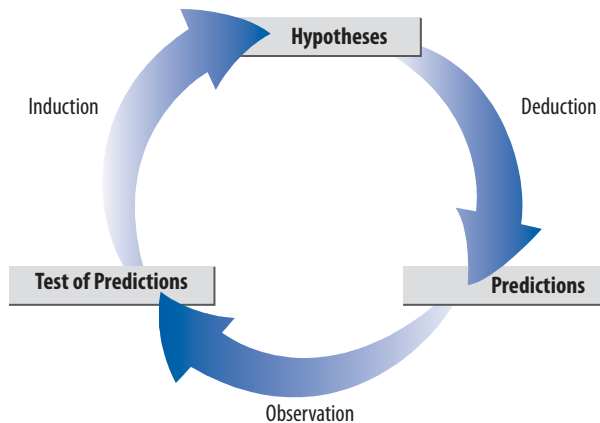 Hypotheses
Induction
Deduction
Test of Predictions
Predictions
Observation